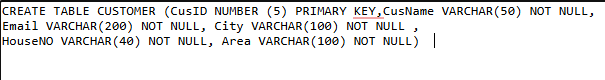 CREATE TABLE CUSTOMER (CusID NUMBER (5) PRIMARY KEY,CusName VARCHAR(50) NOT NULL,
Email VARCHAR(200) NOT NULL, City VARCHAR(100) NOT NULL ,
HouseNO VARCHAR(40) NOT NULL, Area VARCHAR(100) NOT NULL)